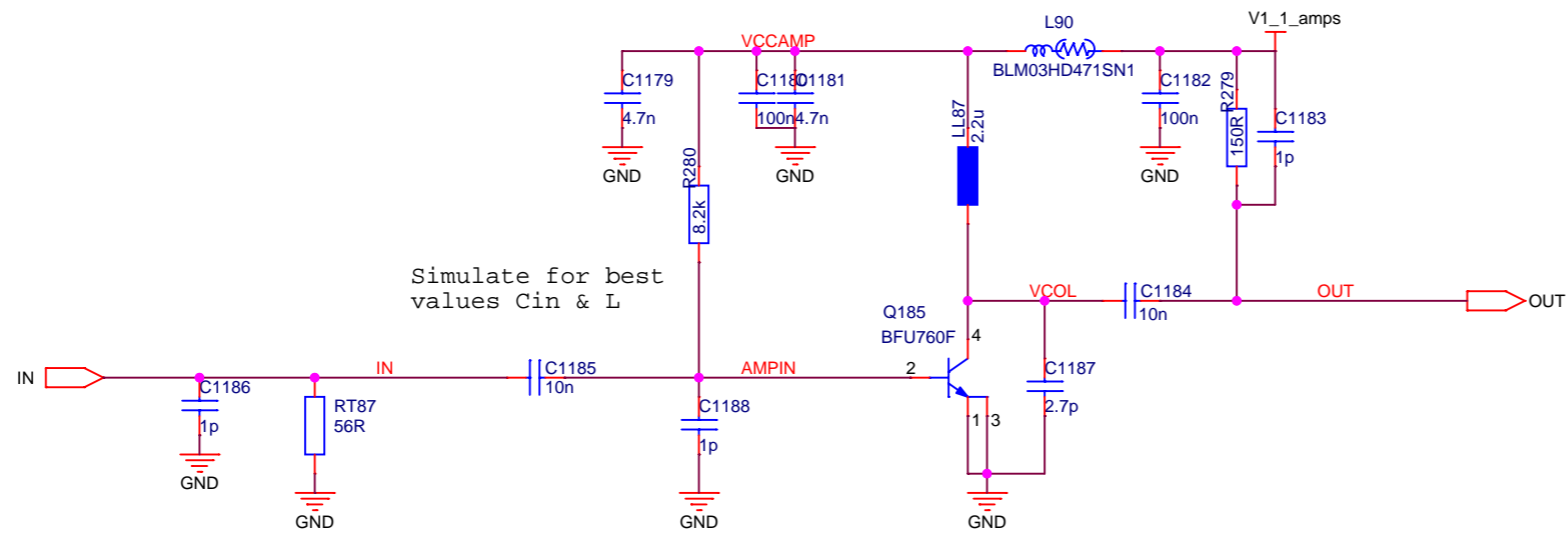 V1_1_amps
L90
VCCAMP
BLM03HD471SN1
C1179
C1180
C1181
C1182
R279
4.7n
100n
4.7n
LL87
2.2u
100n
150R
C1183
1p
GND
R280
GND
GND
8.2k
Simulate for best
values Cin & L
VCOL
C1184
OUT
OUT
10n
Q185
BFU760F
4
IN
IN
C1185
10n
AMPIN
2
C1187
2.7p
C1186
1p
RT87
56R
C1188
1p
1
3
GND
GND
GND
GND